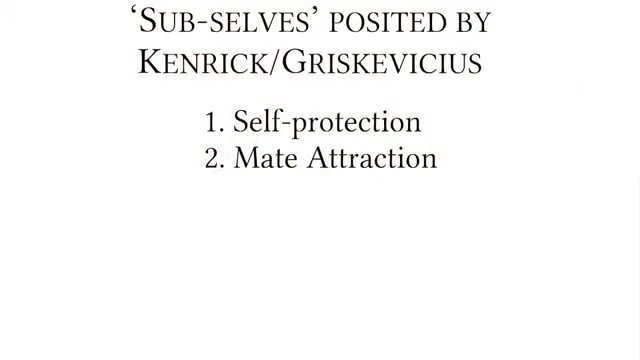 ‘Sub-selves’ posited by
Kenrick/Griskevicius
1. Self-protection
2. Mate Attraction